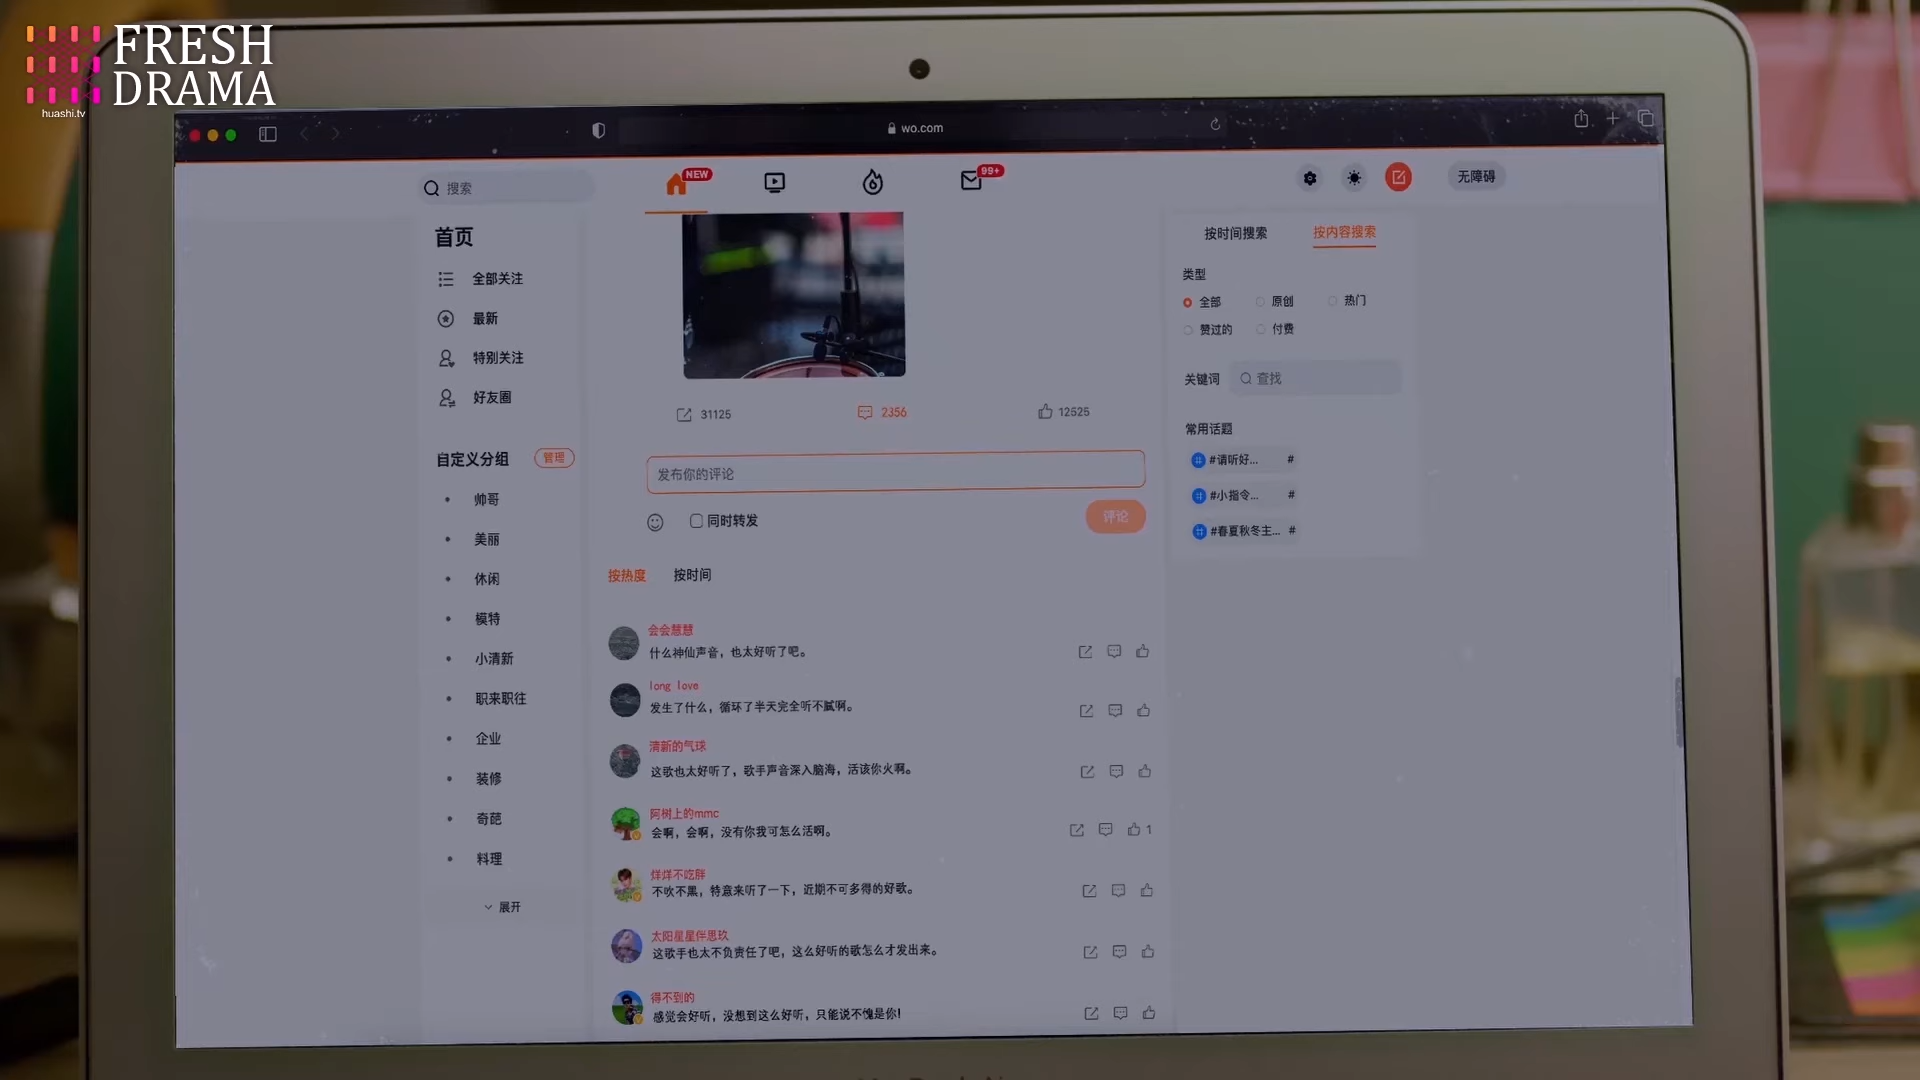 FRESH
DRAMA
huashi.tv
wo.com
搜索
NEW
99+
无障碍
首页
全部关注
最新
特别关注
好友圈
自定义分组
管理
帅哥
美丽
休闲
模特
小清新
职来职往
企业
装修
奇葩
料理
展开
31125
2356
12525
发布你的评论
同时转发
评论
按热度 按时间
会会慧慧
什么神仙声音，也太好听了吧。
long love
发生了什么，循环了半天完全听不腻啊。
清新的气球
这歌也太好听了，歌手声音深入脑海，活该你火啊。
阿树上的mmc
会啊，会啊，没有你我可怎么活啊。
1
烊烊不吃胖
不吹不黑，特意来听了一下，近期不可多得的好歌。
太阳星星伴思玖
这歌手也太不负责任了吧，这么好听的歌怎么才发出来。
得不到的
感觉会好听，没想到这么好听，只能说不愧是你!
按时间搜索 按内容搜索
类型
全部 原创 热门
赞过的 付费
关键词 查找
常用话题
#请听好... #
#小指令... #
#春夏秋冬主... #